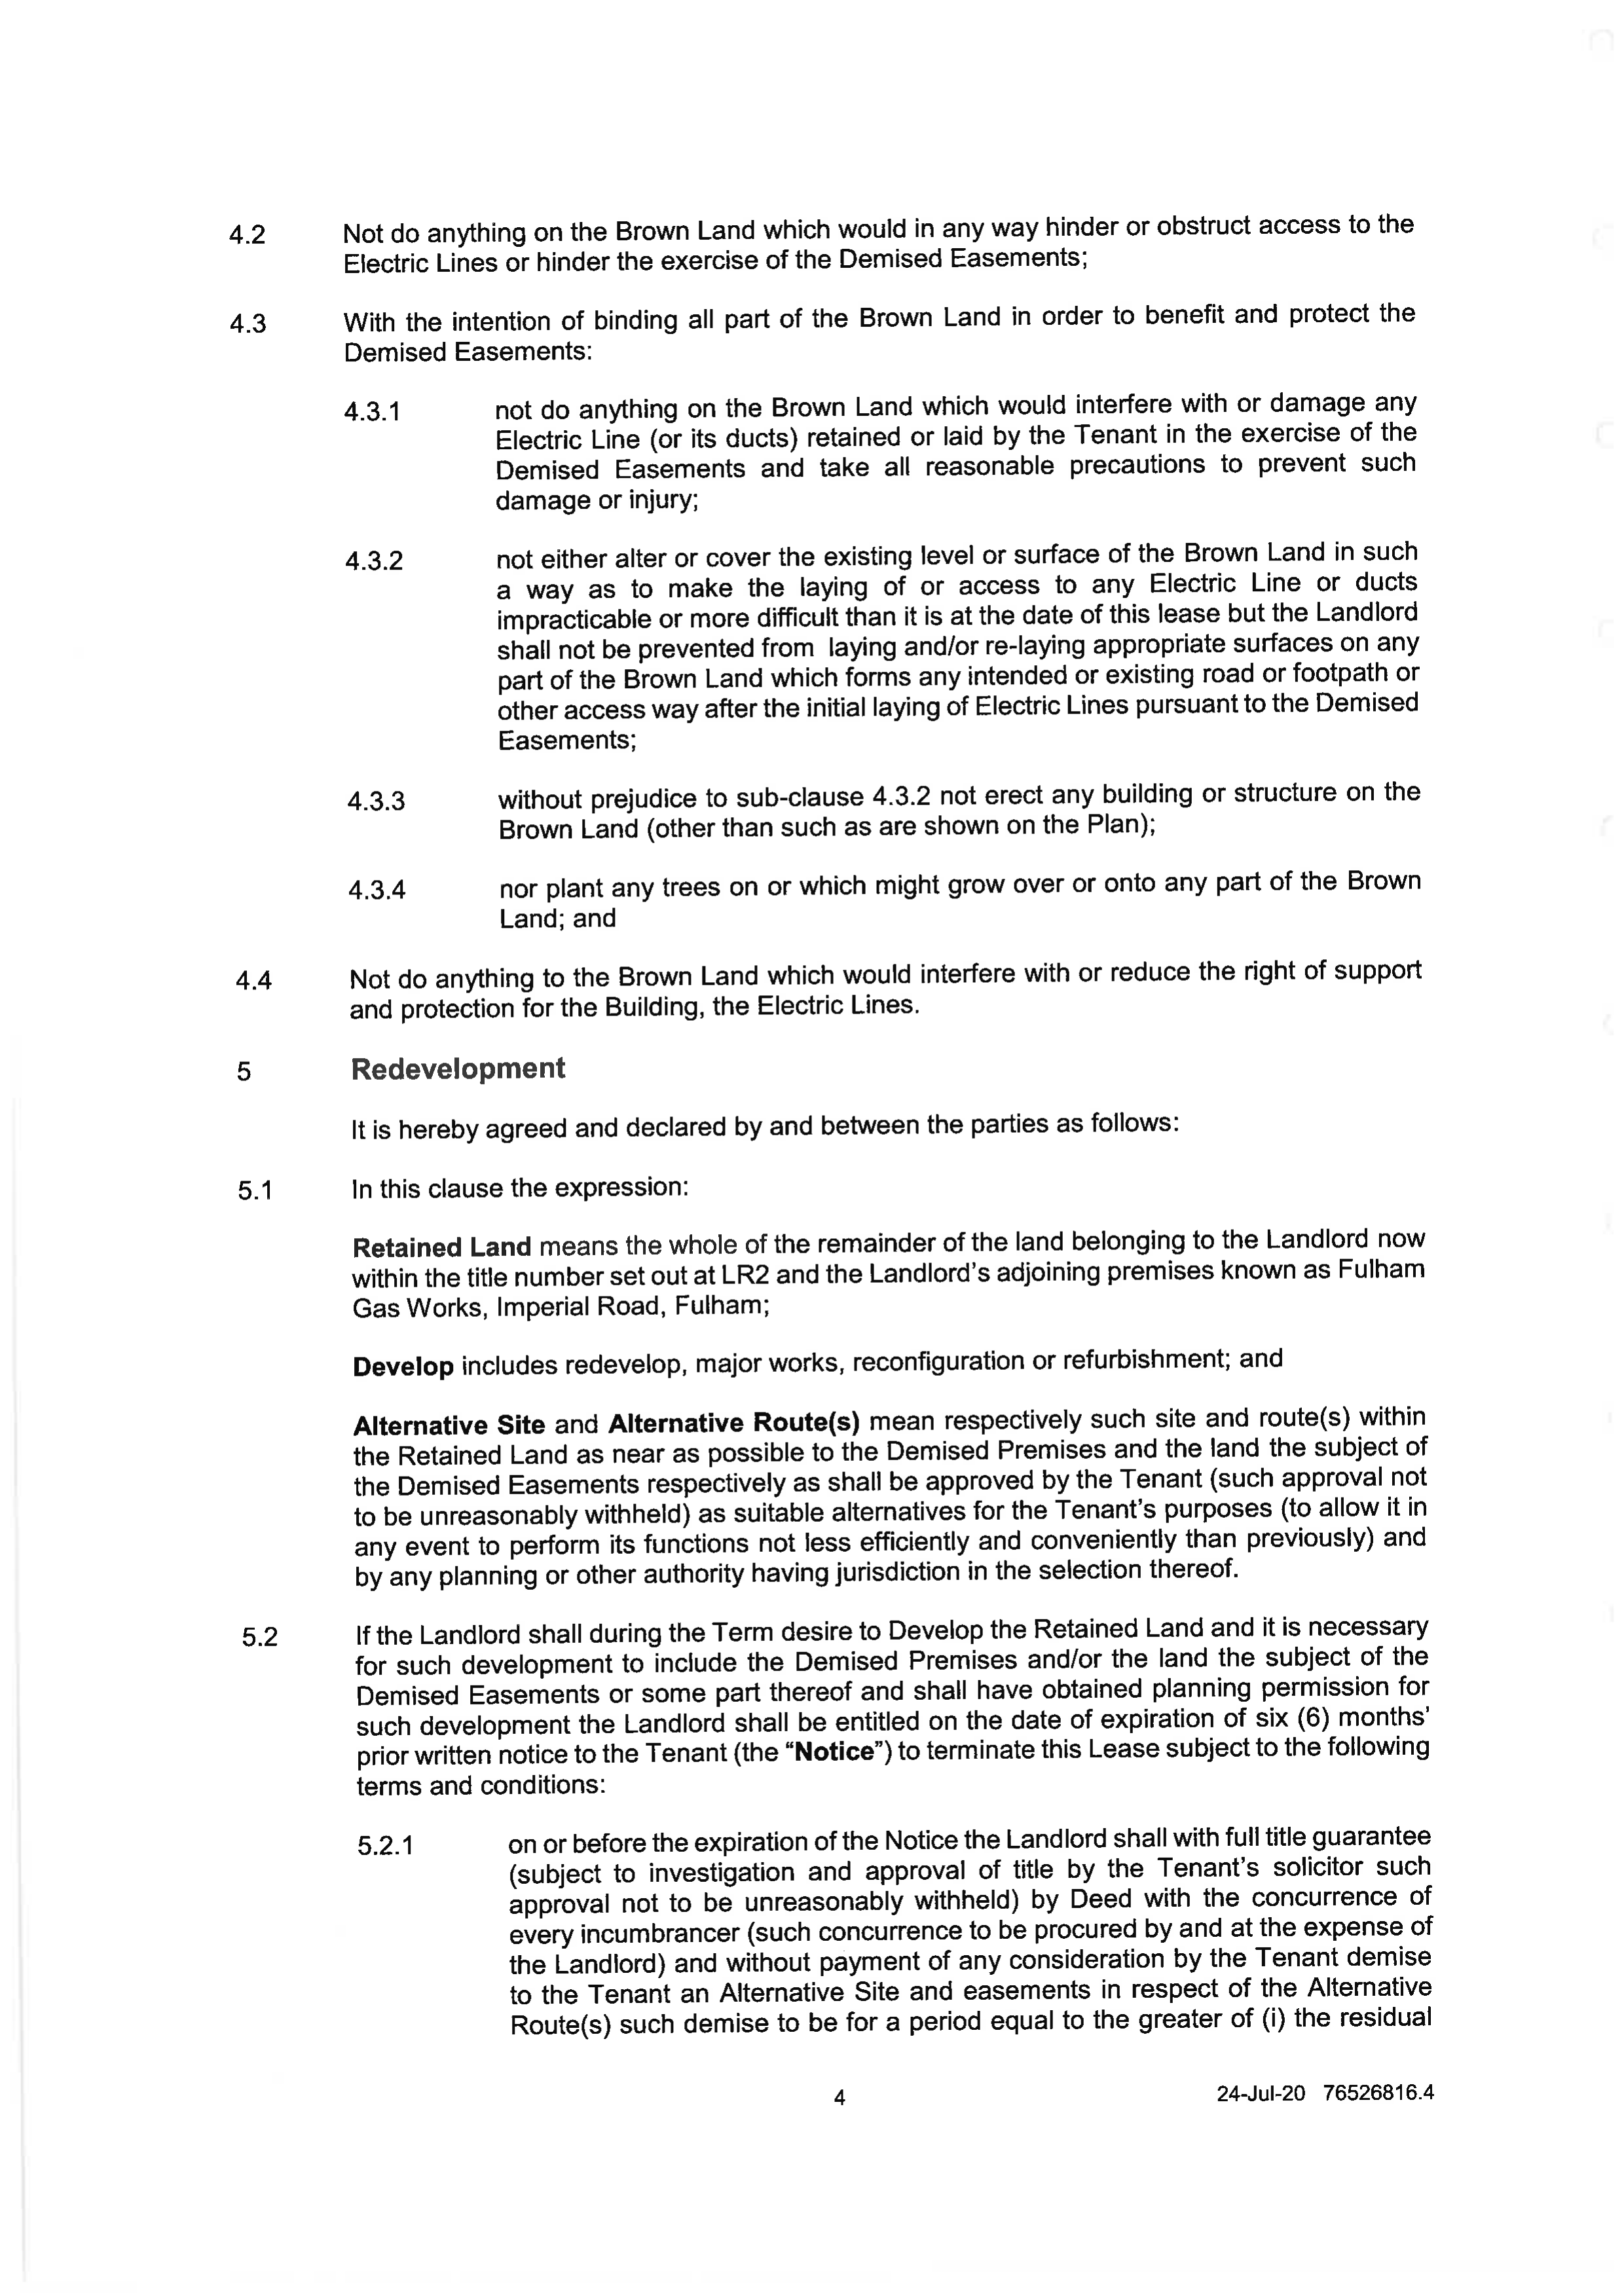 4.2 Not do anything on the Brown Land which would in any way hinder or obstruct access to the
Electric Lines or hinder the exercise of the Demised Easements;
4.3 With the intention of binding all part of the Brown Land in order to benefit and protect the
Demised Easements:
4.3.1 not do anything on the Brown Land which would interfere with or damage any
Electric Line (or its ducts) retained or laid by the Tenant in the exercise of the
Demised Easements and take all reasonable precautions to prevent such
damage or injury;
4.3.2 not either alter or cover the existing level or surface of the Brown Land in such
a way as to make the laying of or access to any Electric Line or ducts
impracticable or more difficult than it is at the date of this lease but the Landlord
shall not be prevented from laying and/or re-laying appropriate surfaces on any
part of the Brown Land which forms any intended or existing road or footpath or
other access way after the initial laying of Electric Lines pursuant to the Demised
Easements;
4.3.3 without prejudice to sub-clause 4.3.2 not erect any building or structure on the
Brown Land (other than such as are shown on the Plan);
4.3.4 nor plant any trees on or which might grow over or onto any part of the Brown
Land; and
4.4 Not do anything to the Brown Land which would interfere with or reduce the right of support
and protection for the Building, the Electric Lines.
5 Redevelopment
It is hereby agreed and declared by and between the parties as follows:
5.1 In this clause the expression:
Retained Land means the whole of the remainder of the land belonging to the Landlord now
within the title number set out at LR2 and the Landlord's adjoining premises known as Fulham
Gas Works, Imperial Road, Fulham;
Develop includes redevelop, major works, reconfiguration or refurbishment; and
Alternative Site and Alternative Route(s) mean respectively such site and route(s) within
the Retained Land as near as possible to the Demised Premises and the land the subject of
the Demised Easements respectively as shall be approved by the Tenant (such approval not
to be unreasonably withheld) as suitable alternatives for the Tenant's purposes (to allow it in
any event to perform its functions not less efficiently and conveniently than previously) and
by any planning or other authority having jurisdiction in the selection thereof.
5.2 If the Landlord shall during the Term desire to Develop the Retained Land and it is necessary
for such development to include the Demised Premises and/or the land the subject of the
Demised Easements or some part thereof and shall have obtained planning permission for
such development the Landlord shall be entitled on the date of expiration of six (6) months'
prior written notice to the Tenant (the "Notice") to terminate this Lease subject to the following
terms and conditions:
5.2.1 on or before the expiration of the Notice the Landlord shall with full title guarantee
(subject to investigation and approval of title by the Tenant's solicitor such
approval not to be unreasonably withheld) by Deed with the concurrence of
every incumbrancer (such concurrence to be procured by and at the expense of
the Landlord) and without payment of any consideration by the Tenant demise
to the Tenant an Alternative Site and easements in respect of the Alternative
Route(s) such demise to be for a period equal to the greater of (i) the residual
4
24-Jul-20 76526816.4